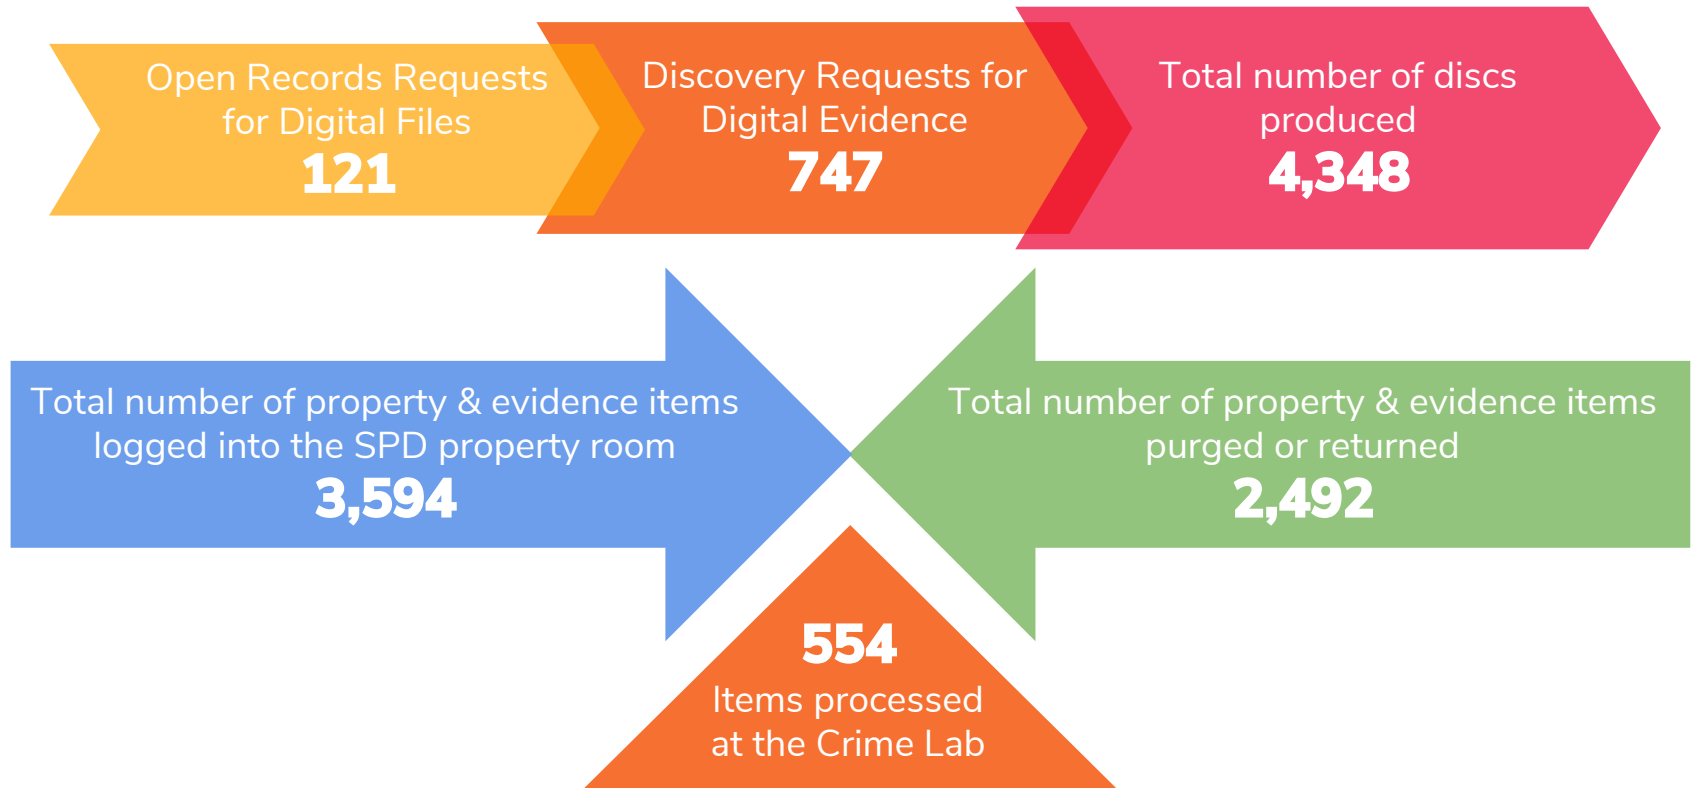 Open Records Requests
for Digital Files
121
Discovery Requests for
Digital Evidence
747
Total number of discs
produced
4,348
Total number of property & evidence items
logged into the SPD property room
3,594
Total number of property & evidence items
purged or returned
2,492
554
Items processed
at the Crime Lab